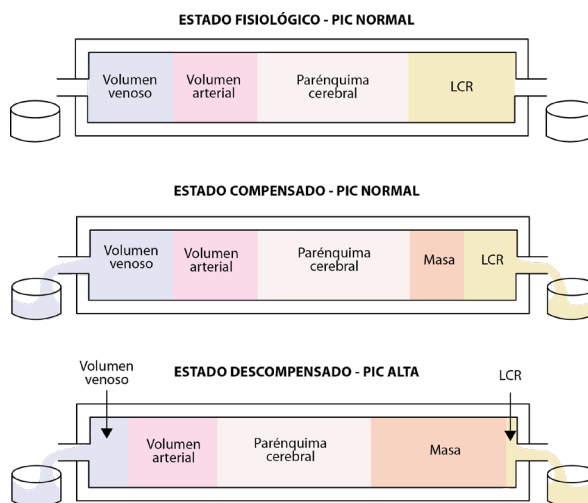 ESTADO FISIOLÓGICO - PIC NORMAL
Volumen
venoso
Volumen
arterial
Parénquima
cerebral
LCR
ESTADO COMPENSADO - PIC NORMAL
Volumen
venoso
Volumen
arterial
Parénquima
cerebral
Masa
LCR
Volumen
venoso
ESTADO DESCOMPENSADO - PIC ALTA
LCR
Volumen
arterial
Parénquima
cerebral
Masa